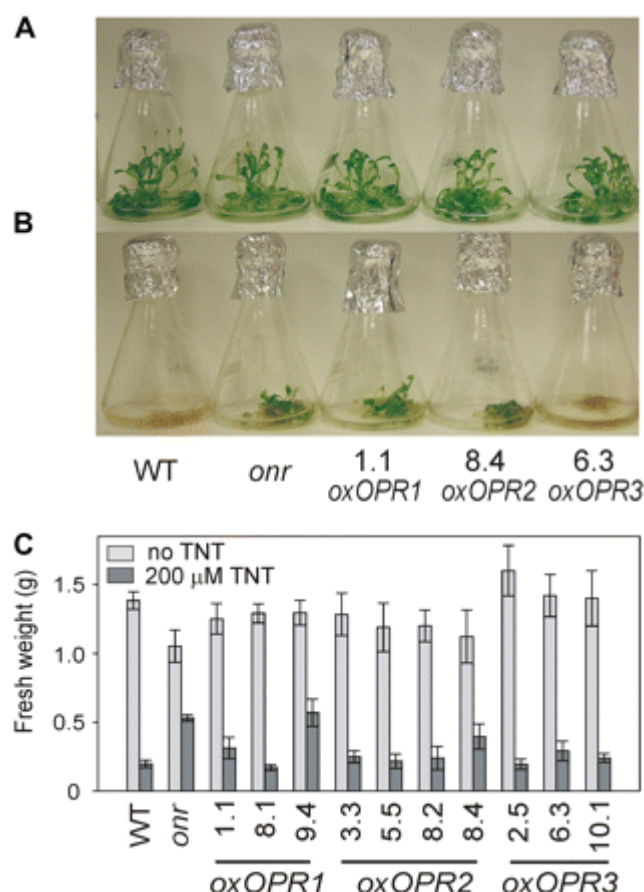 A
B
WT onr 1.1 8.4 6.3
oxOPR1 oxOPR2 oxOPR3
C
no TNT
200 µM TNT
Fresh weight (g)
1.5
1.0
0.5
0
WT onr 1.1 8.1 9.4 3.3 5.5 8.2 8.4 2.5 6.3 10.1
oxOPR1 oxOPR2 oxOPR3